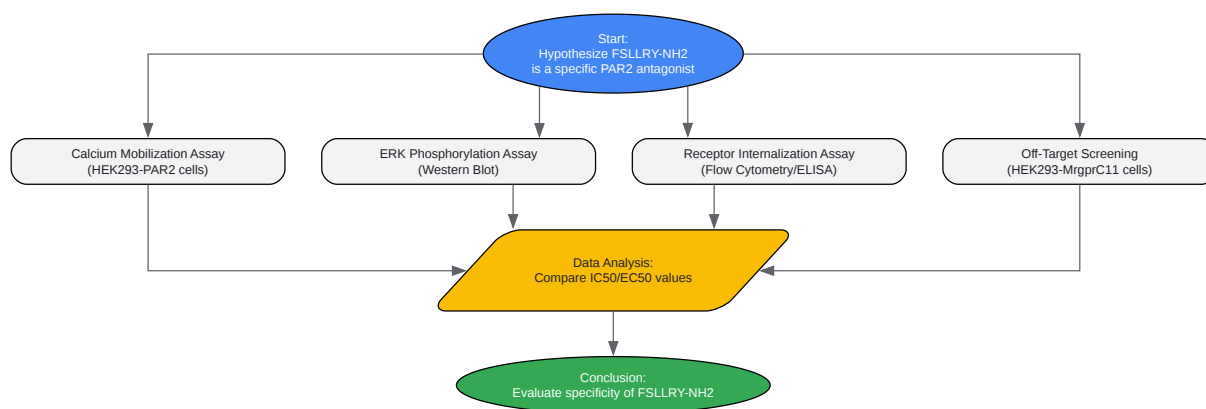 Start:
Hypothesize FSLLRY-NH2
is a specific PAR2 antagonist
Calcium Mobilization Assay
(HEK293-PAR2 cells)
ERK Phosphorylation Assay
(Western Blot)
Receptor Internalization Assay
(Flow Cytometry/ELISA)
Off-Target Screening
(HEK293-MrgprC11 cells)
Data Analysis:
Compare IC50/EC50 values
Conclusion:
Evaluate specificity of FSLLRY-NH2